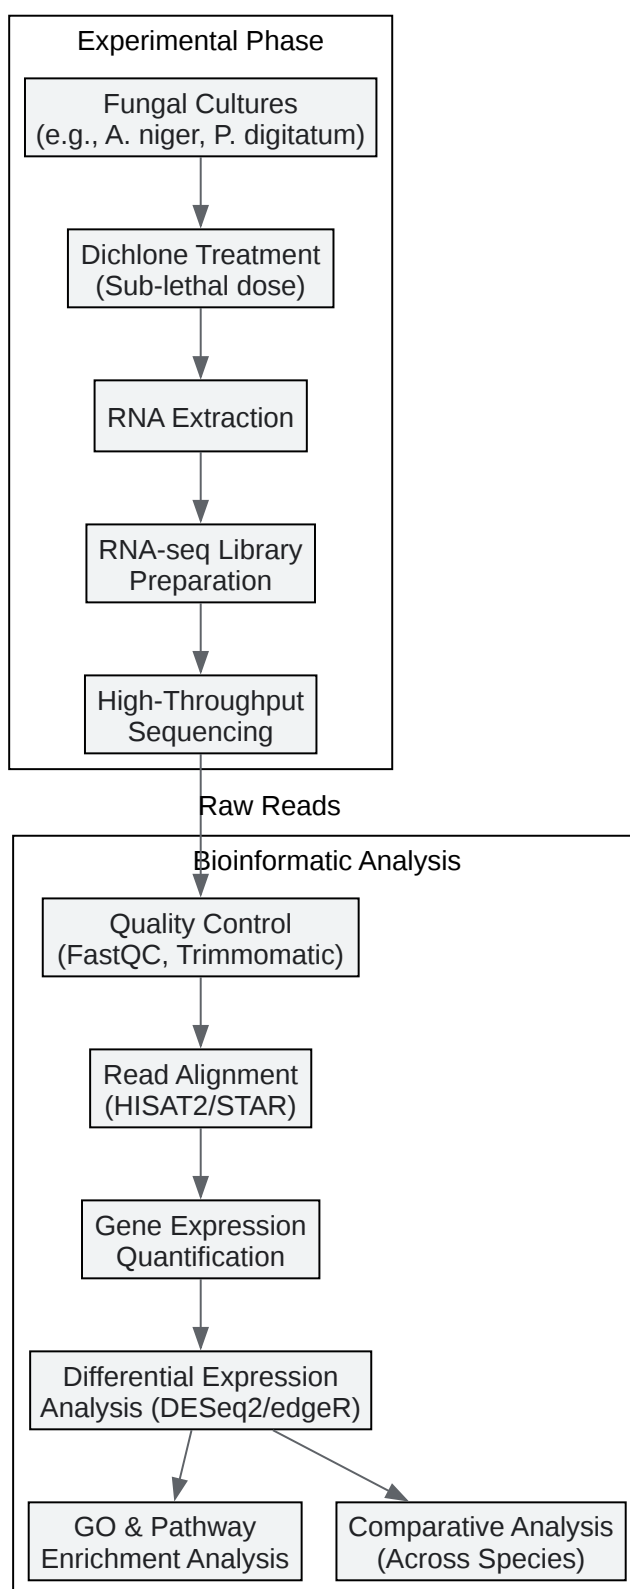 Experimental Phase
Fungal Cultures
(e.g., A. niger, P. digitatum)
Dichlone Treatment
(Sub-lethal dose)
RNA Extraction
RNA-seq Library
Preparation
High-Throughput
Sequencing
Raw Reads
Bioinformatic Analysis
Quality Control
(FastQC, Trimmomatic)
Read Alignment
(HISAT2/STAR)
Gene Expression
Quantification
Differential Expression
Analysis (DESeq2/edgeR)
GO & Pathway
Enrichment Analysis
Comparative Analysis
(Across Species)